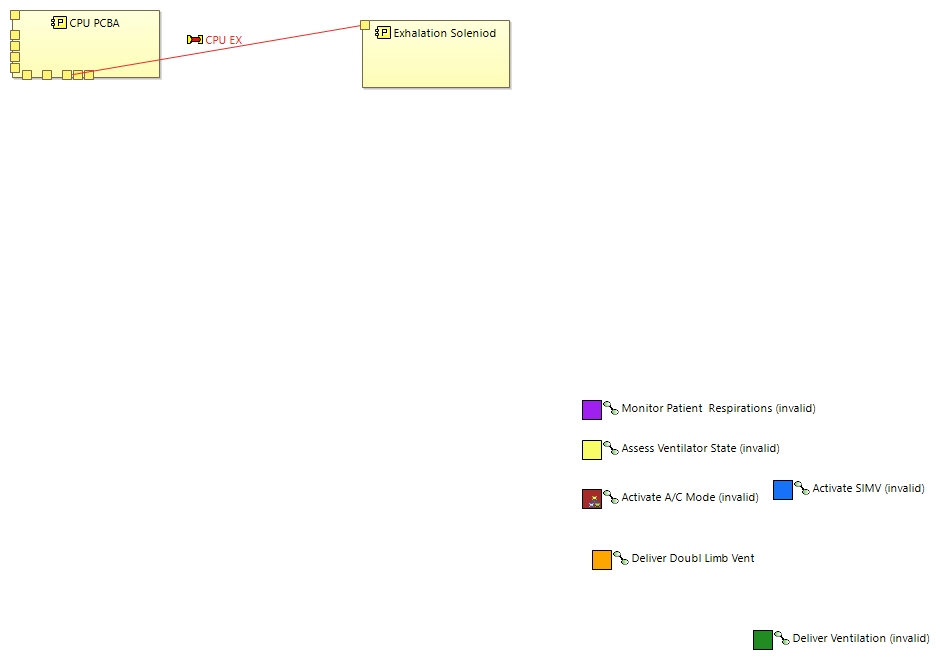 P CPU PCBA
CPU EX
P Exhalation Soleniod
Monitor Patient  Respirations (invalid)
Assess Ventilator State (invalid)
Activate A/C Mode (invalid)
Activate SIMV (invalid)
Deliver Doubl Limb Vent
Deliver Ventilation (invalid)